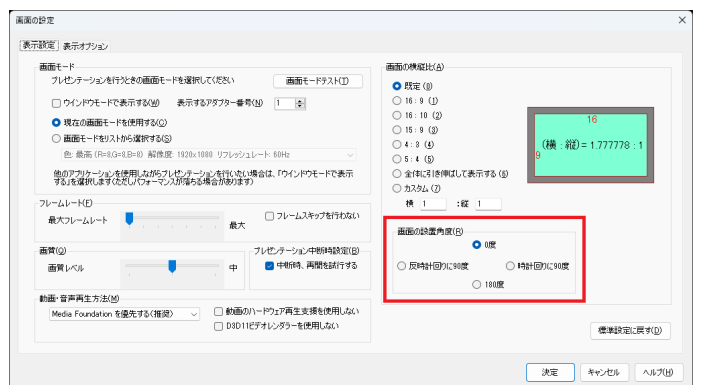 画面の設定
表示設定 表示オプション
画面モード
プレゼンテーションを行うときの画面モードを選択してください
画面モードテスト(T)
ウインドウモードで表示する(W) 表示するアダプター番号(N) 1
現在の画面モードを使用する(C)
画面モードをリストから選択する(S)
色: 最高 (R=8,G=8,B=8) 解像度: 1920x1080 リフレッシュレート: 60Hz
他のアプリケーションを使用しながらプレゼンテーションを行いたい場合は、「ウインドウモードで表示
する」を選択します(ただしパフォーマンスが落ちる場合があります)
フレームレート(F)
最大フレームレート 最大
フレームスキップを行わない
画質(Q)
画質レベル 中
プレゼンテーション中断時設定(B)
中断時、再開を試行する
動画・音声再生方法(M)
Media Foundation を優先する(推奨)
動画のハードウェア再生支援を使用しない
D3D11ビデオレンダラーを使用しない
画面の縦横比(A)
既定 (0)
16 : 9 (1)
16 : 10 (2)
15 : 9 (3)
4 : 3 (4)
5 : 4 (5)
全体に引き伸ばして表示する (6)
カスタム (7)
横 1 :縦 1
16
9
(横 : 縦) = 1.777778 : 1
画面の設置角度(R)
0度
反時計回りに90度 時計回りに90度
180度
標準設定に戻す(D)
決定 キャンセル ヘルプ(H)